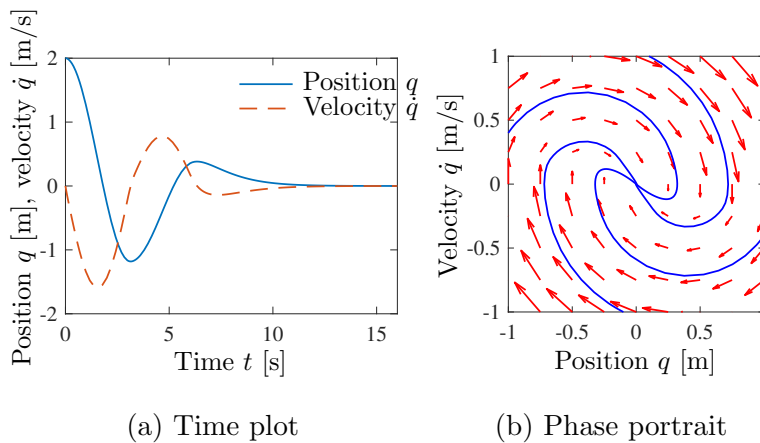 Position q [m], velocity q̇ [m/s]
2
1
0
-1
-2
Position q
Velocity q̇
0
5
10
15
Time t [s]
(a) Time plot
Velocity q̇ [m/s]
1
0.5
0
-0.5
-1
-1
-0.5
0
0.5
Position q [m]
(b) Phase portrait